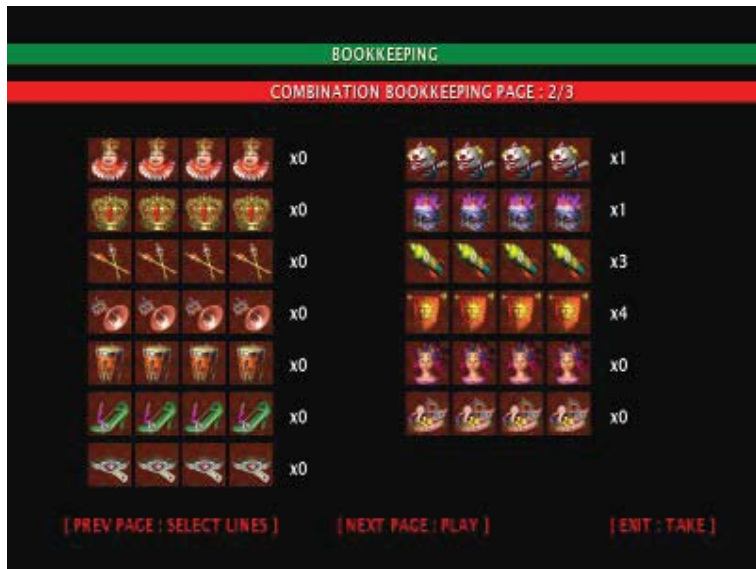 BOOKKEEPING
COMBINATION BOOKKEEPING PAGE : 2/3
x0 x1
x0 x1
x0 x3
x0 x4
x0 x0
x0 x0
x0
[ PREV PAGE : SELECT LINES ] [ NEXT PAGE : PLAY ] [ EXIT : TAKE ]